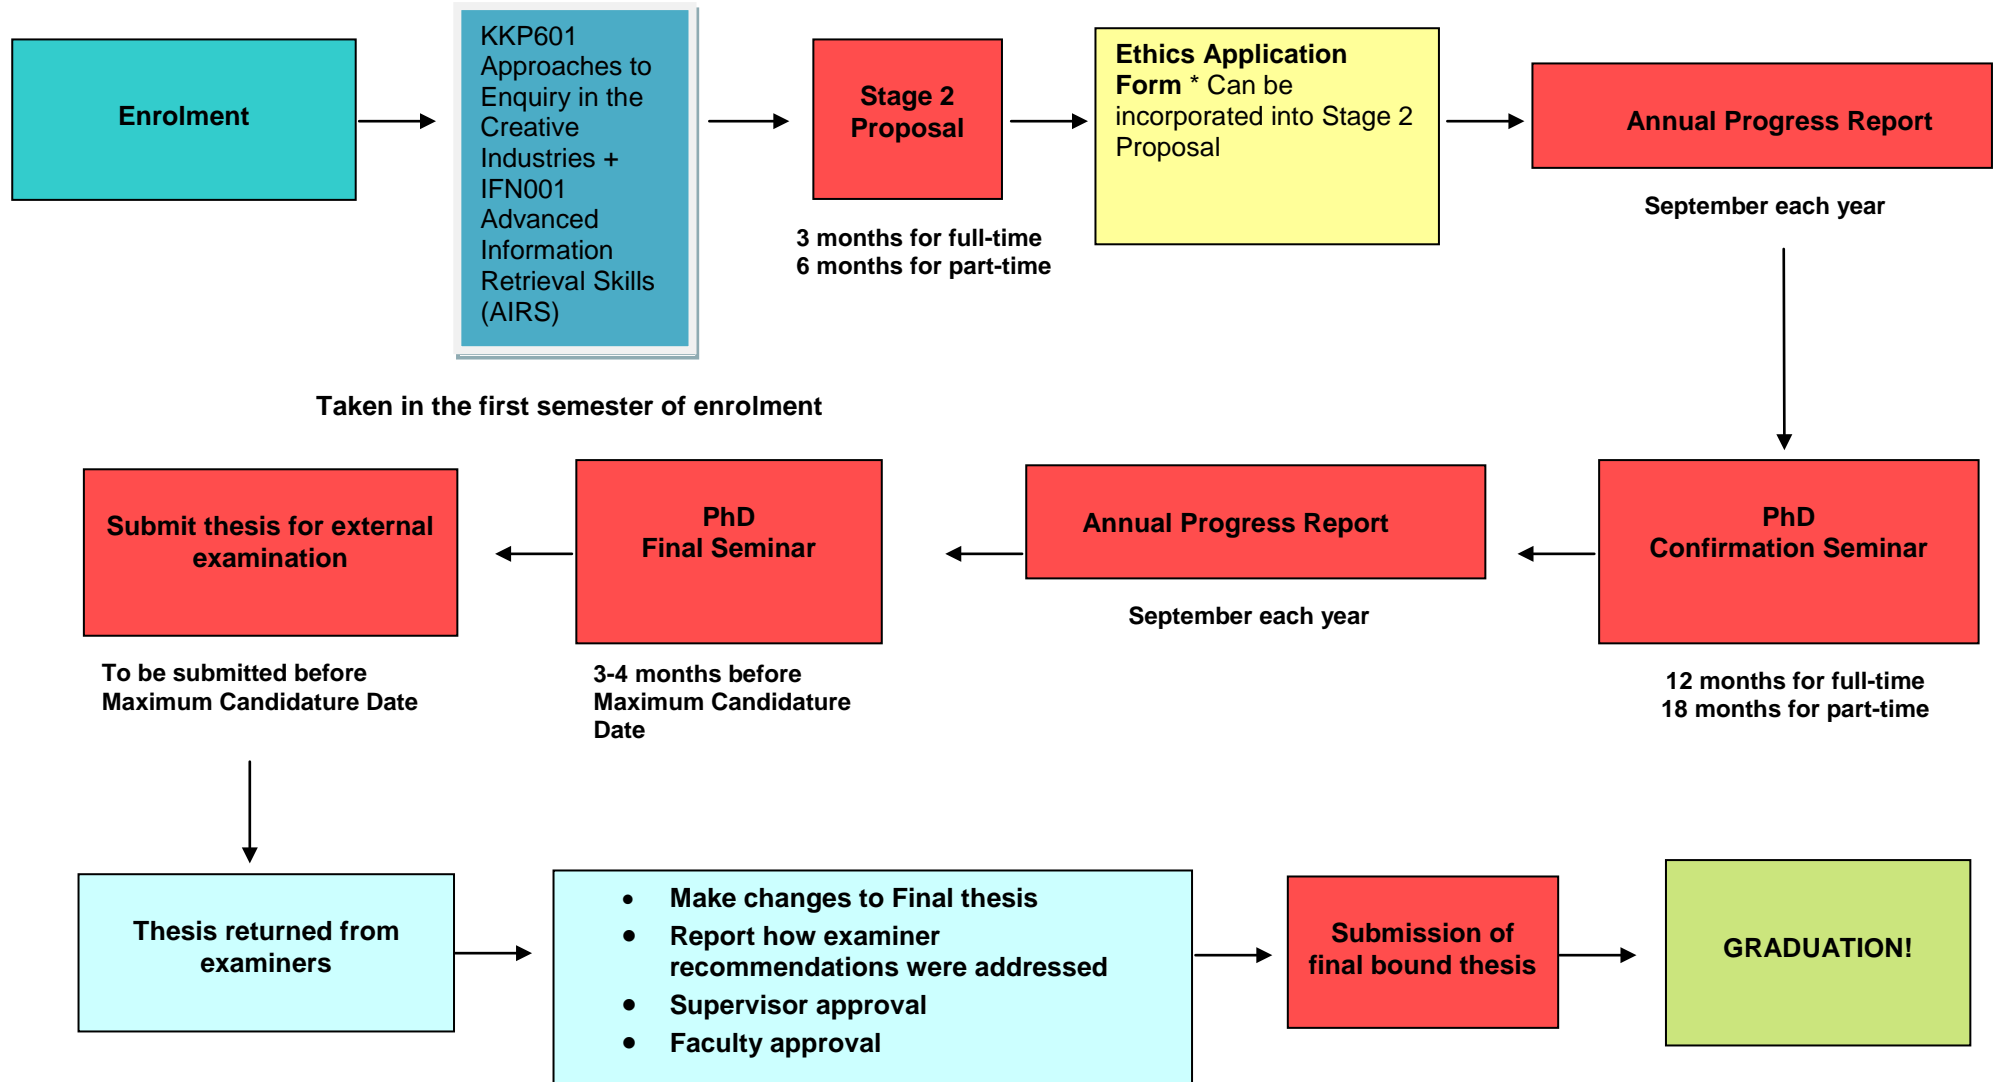 Enrolment
KKP601
Approaches to
Enquiry in the
Creative
Industries +
IFN001
Advanced
Information
Retrieval Skills
(AIRS)
Taken in the first semester of enrolment
Stage 2
Proposal
3 months for full-time
6 months for part-time
Ethics Application
Form * Can be
incorporated into Stage 2
Proposal
Annual Progress Report
September each year
PhD
Confirmation Seminar
12 months for full-time
18 months for part-time
Annual Progress Report
September each year
PhD
Final Seminar
3-4 months before
Maximum Candidature
Date
Submit thesis for external
examination
To be submitted before
Maximum Candidature Date
Thesis returned from
examiners
• Make changes to Final thesis
• Report how examiner
recommendations were addressed
• Supervisor approval
• Faculty approval
Submission of
final bound thesis
GRADUATION!